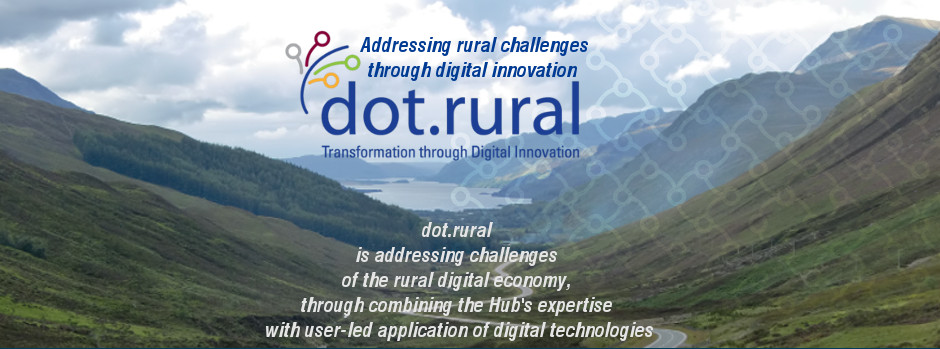 Addressing rural challenges
through digital innovation
dot.rural
Transformation through Digital Innovation
dot.rural
is addressing challenges
of the rural digital economy,
through combining the Hub's expertise
with user-led application of digital technologies